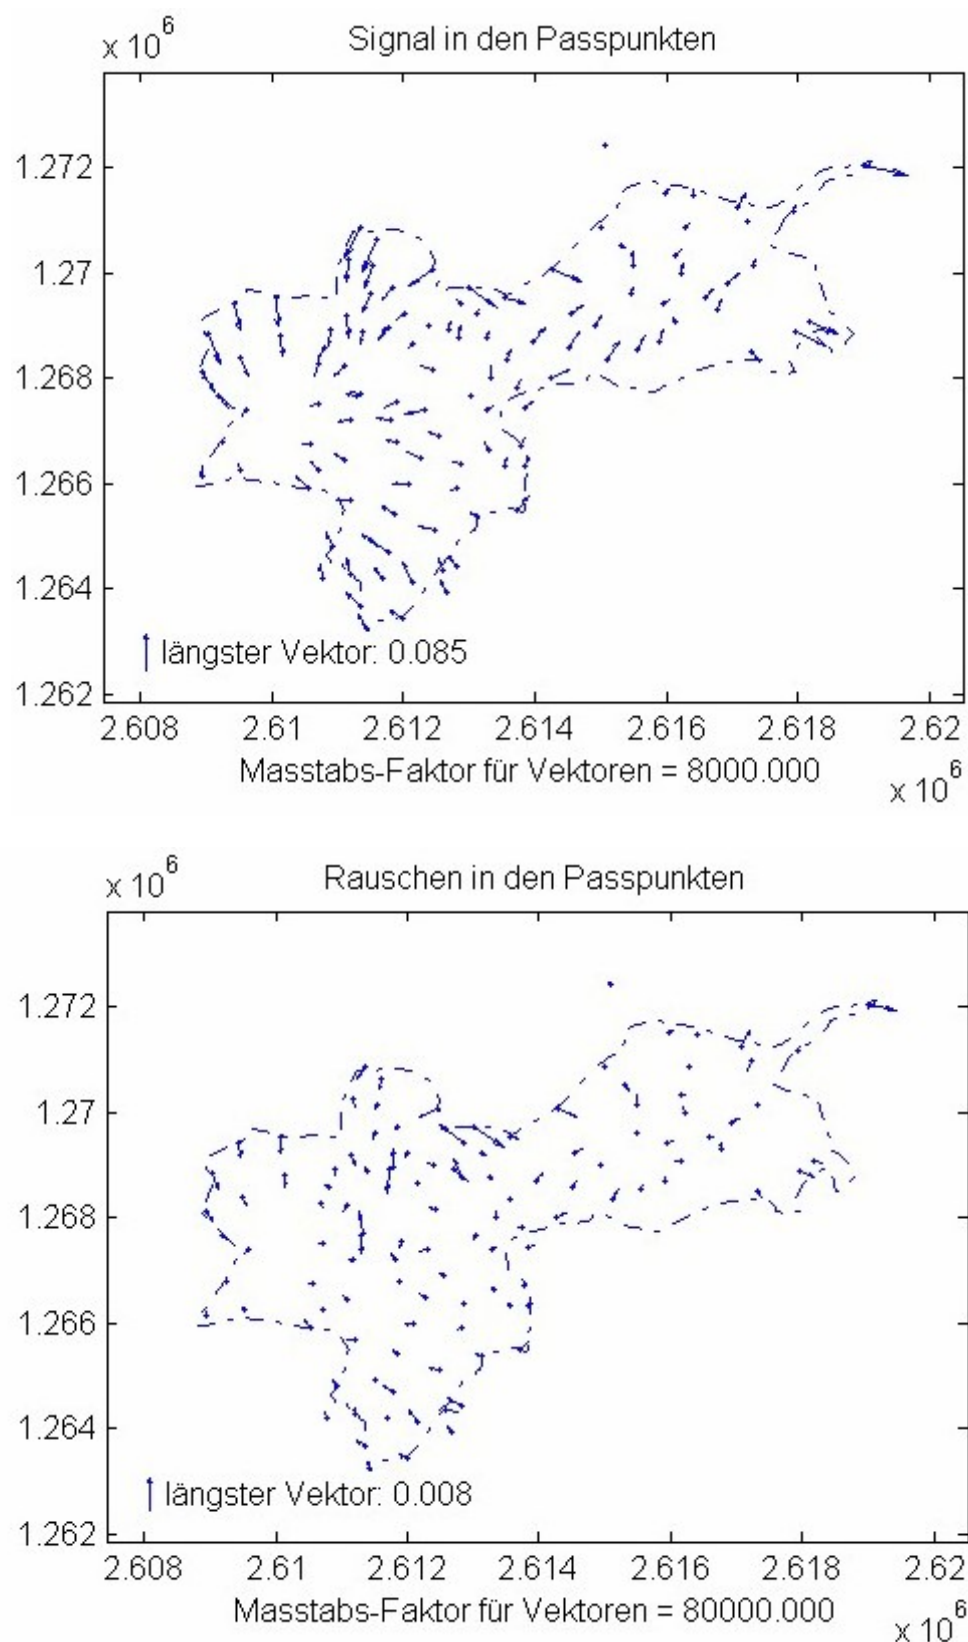 Signal in den Passpunkten
x 10^6
1.272
1.27
1.268
1.266
1.264
1.262
längster Vektor: 0.085
2.608 2.61 2.612 2.614 2.616 2.618 2.62
Masstabs-Faktor für Vektoren = 8000.000
x 10^6
Rauschen in den Passpunkten
x 10^6
1.272
1.27
1.268
1.266
1.264
1.262
längster Vektor: 0.008
2.608 2.61 2.612 2.614 2.616 2.618 2.62
Masstabs-Faktor für Vektoren = 80000.000
x 10^6